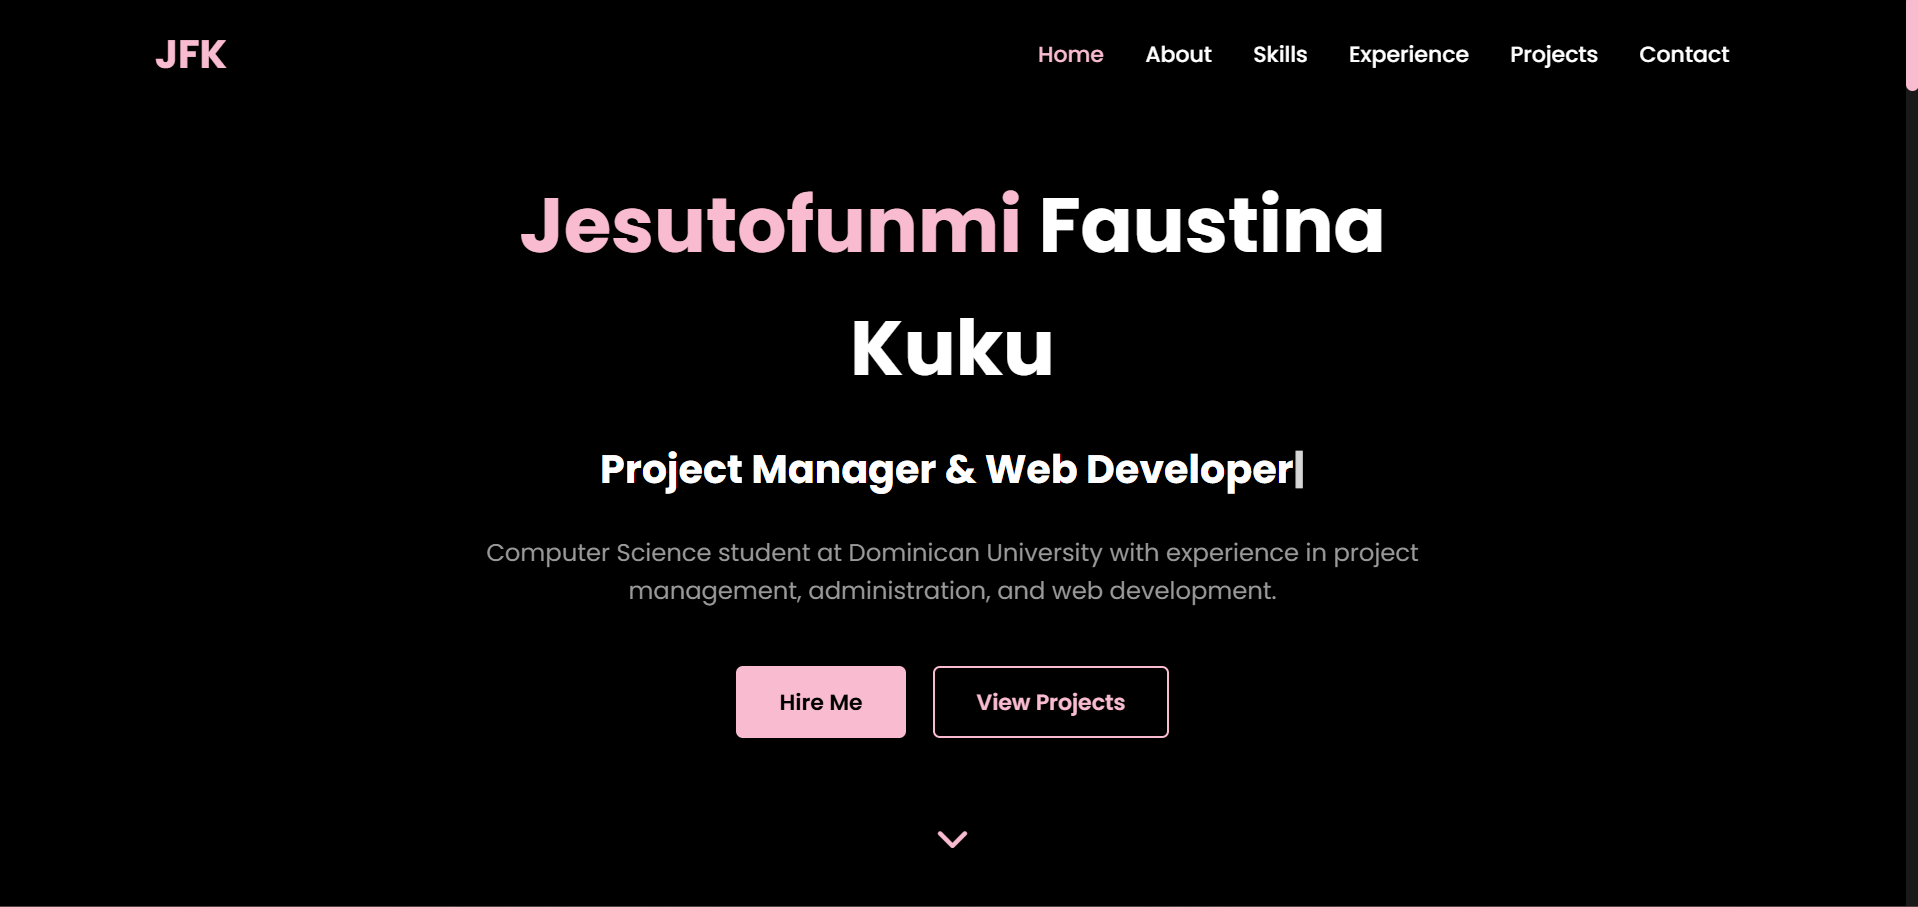 JFK
Home About Skills Experience Projects Contact
Jesutofunmi Faustina
Kuku
Project Manager & Web Developer|
Computer Science student at Dominican University with experience in project
management, administration, and web development.
Hire Me
View Projects